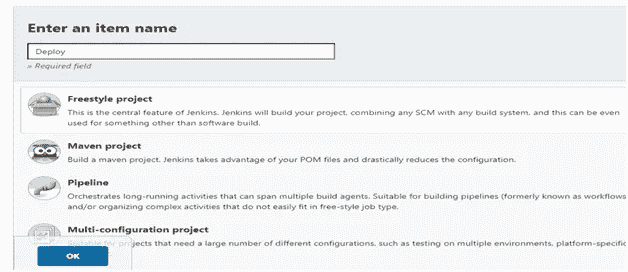 Enter an item name
Deploy
» Required field
Freestyle project
This is the central feature of Jenkins. Jenkins will build your project, combining any SCM with any build system, and this can be even
used for something other than software build.
Maven project
Build a maven project. Jenkins takes advantage of your POM files and drastically reduces the configuration.
Pipeline
Orchestrates long-running activities that can span multiple build agents. Suitable for building pipelines (formerly known as workflows
and/or organizing complex activities that do not easily fit in free-style job type.
Multi-configuration project
Suitable for projects that need a large number of different configurations, such as testing on multiple environments, platform-specific
OK